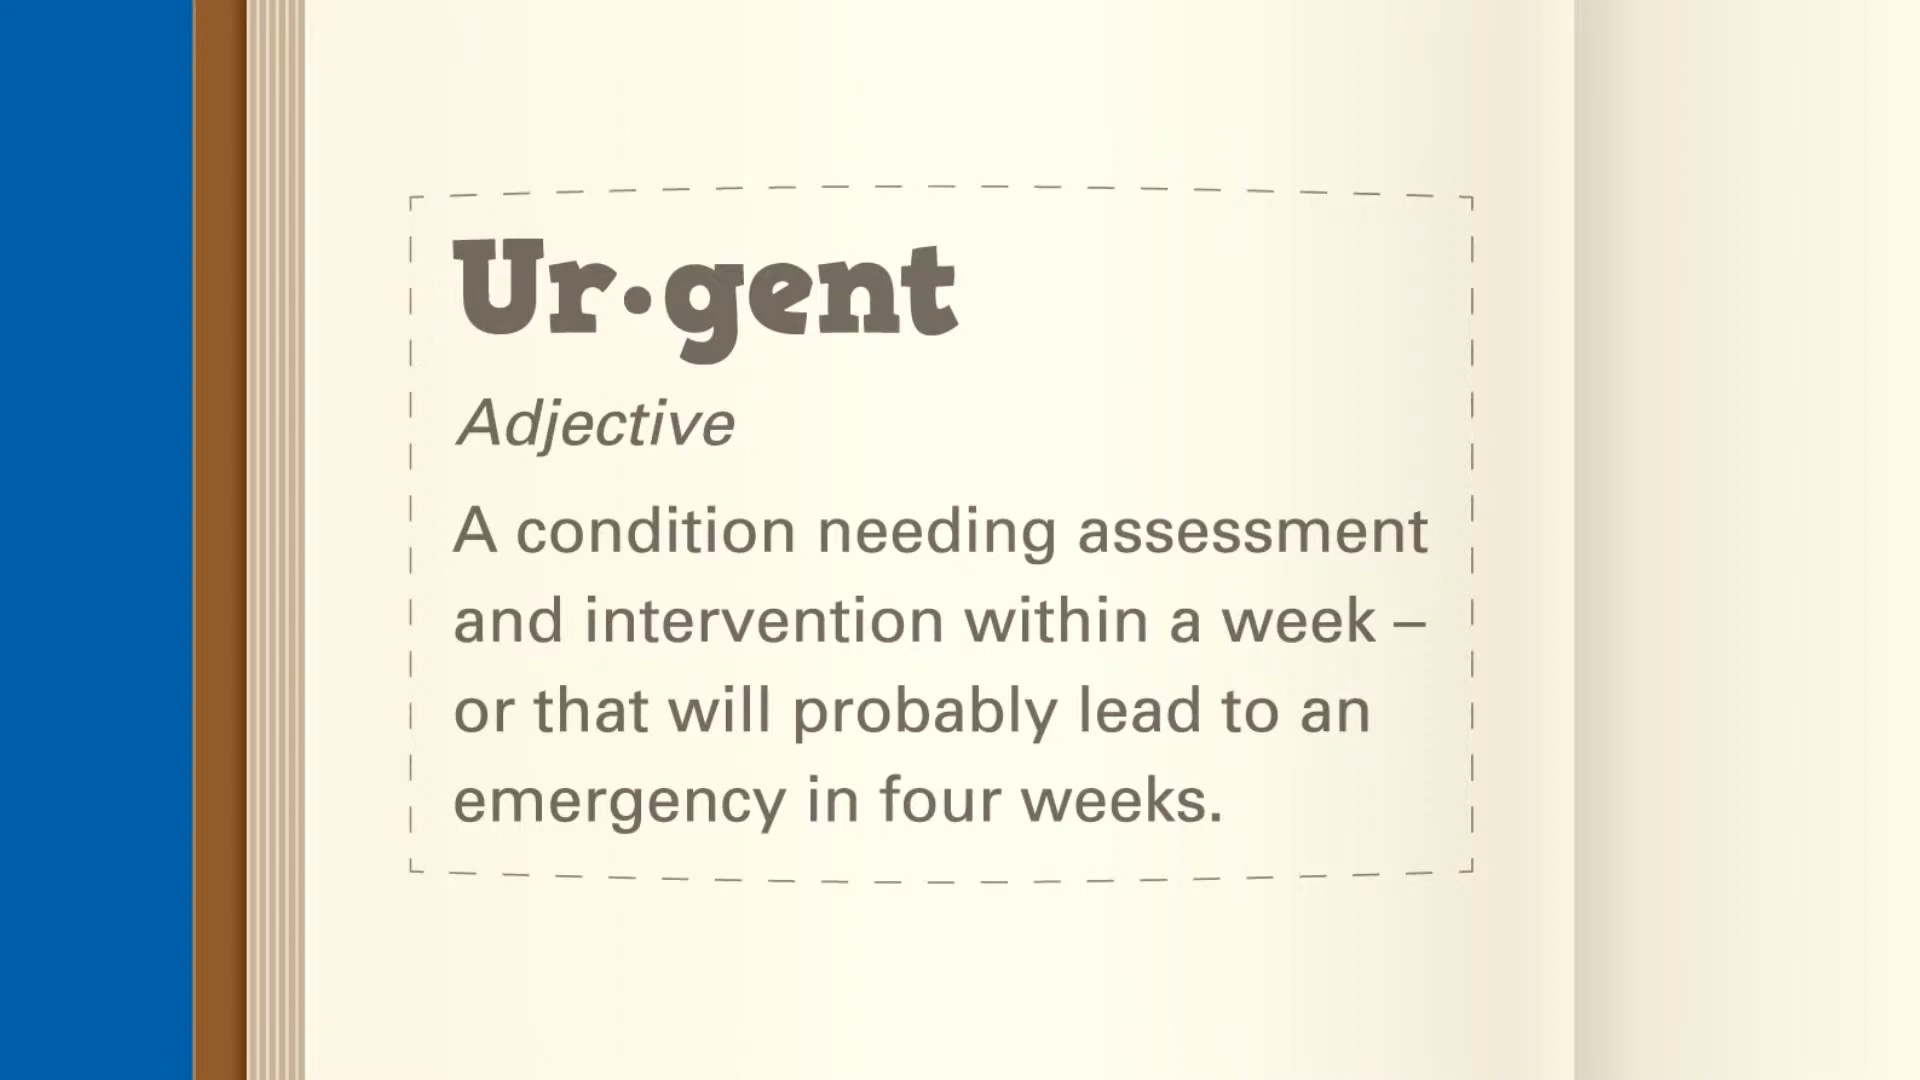 Ur•gent
Adjective
A condition needing assessment
and intervention within a week –
or that will probably lead to an
emergency in four weeks.